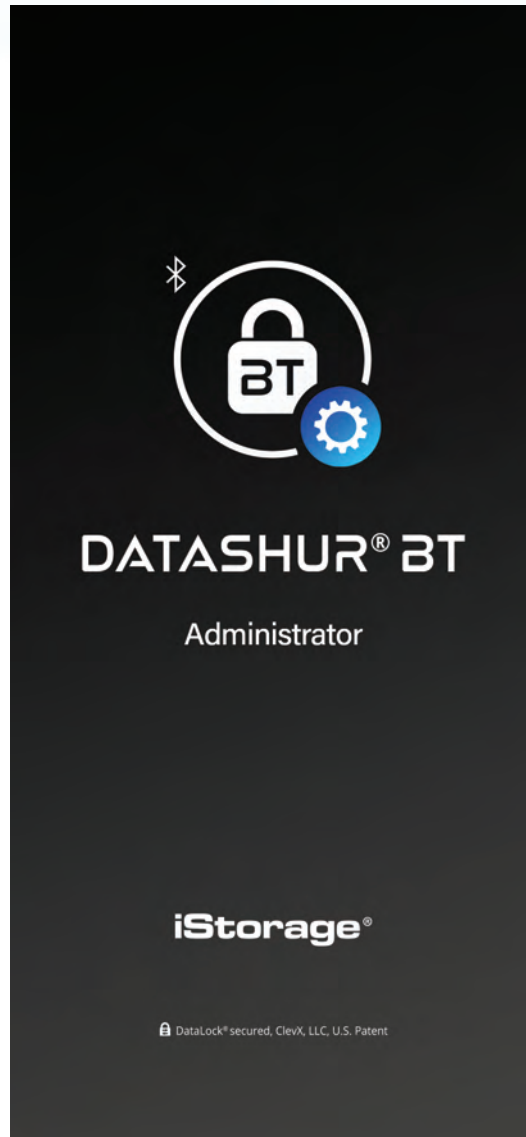 BT
DATASHUR® BT
Administrator
iStorage®
DataLock® secured, ClevX, LLC, U.S. Patent